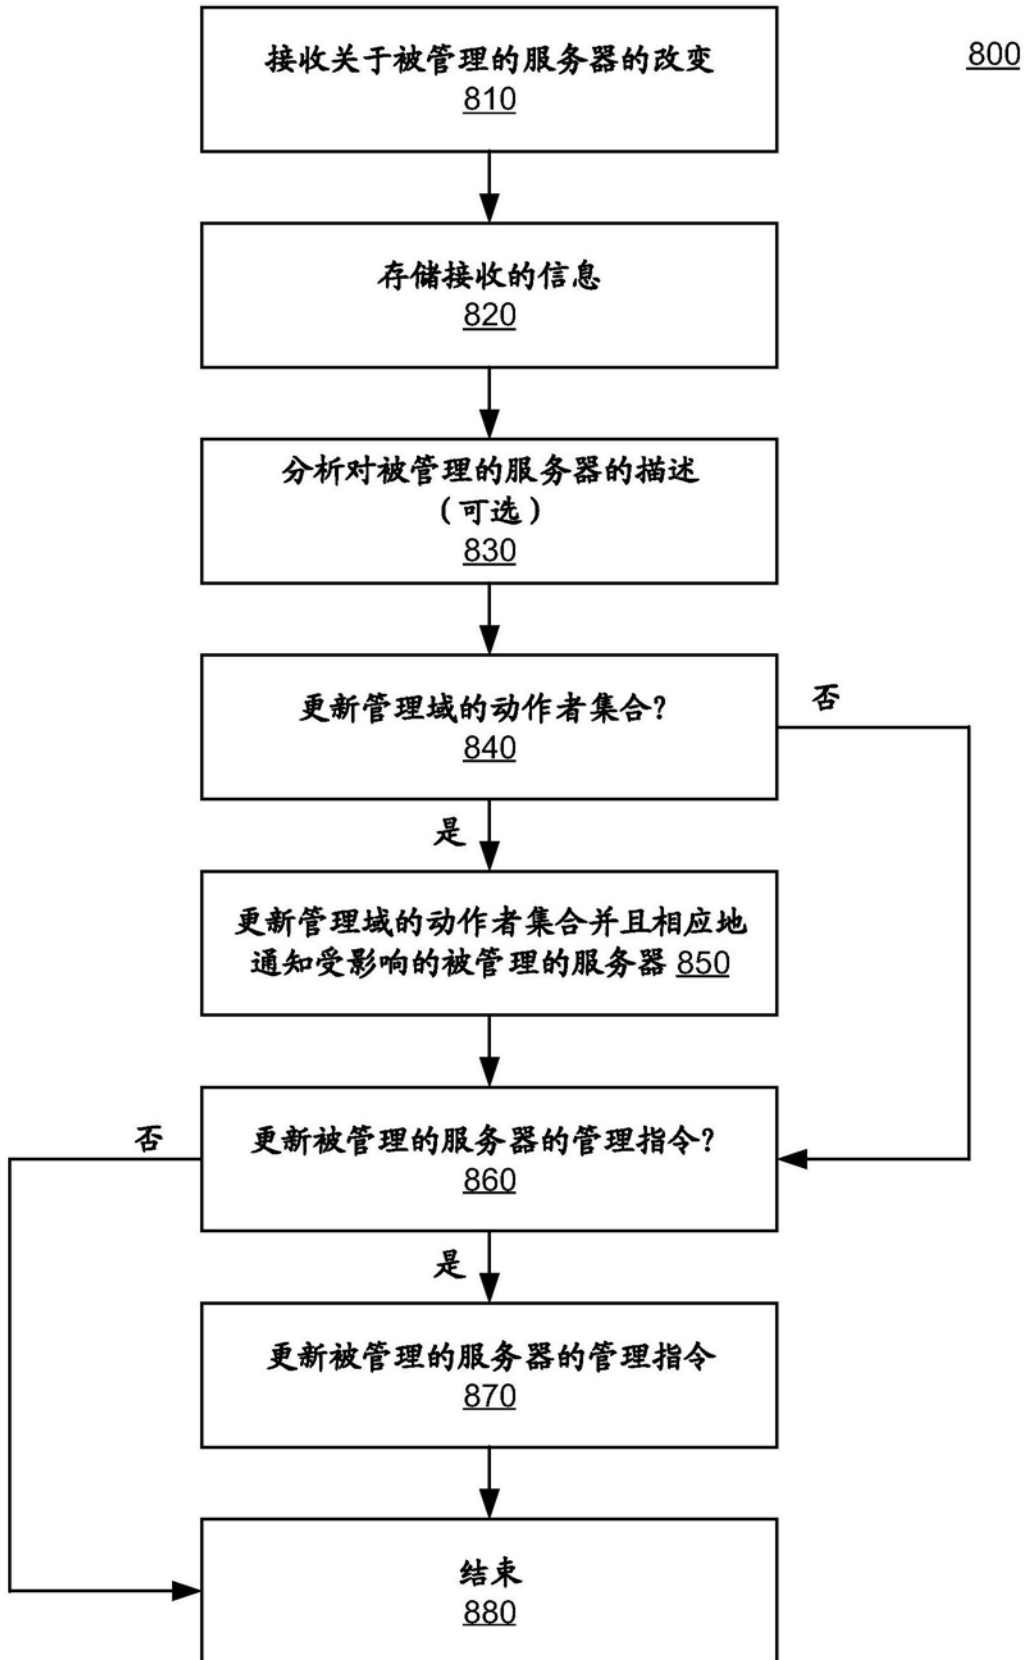 接收关于被管理的服务器的改变
810
800
存储接收的信息
820
分析对被管理的服务器的描述
（可选）
830
更新管理域的动作者集合？
840
否
是
更新管理域的动作者集合并且相应地
通知受影响的被管理的服务器 850
否
更新被管理的服务器的管理指令？
860
是
更新被管理的服务器的管理指令
870
结束
880